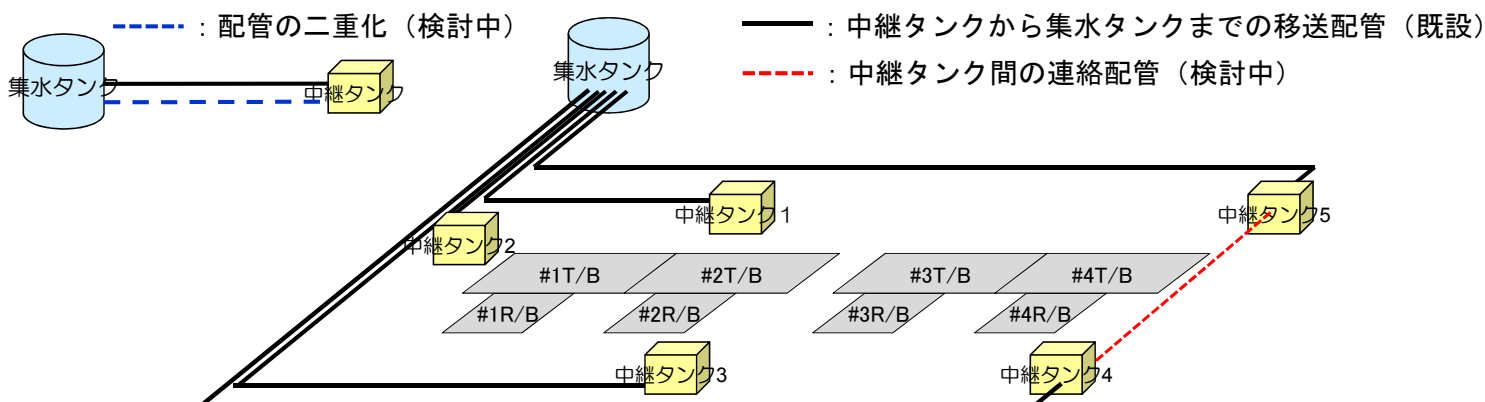 ：配管の二重化（検討中）
：中継タンクから集水タンクまでの移送配管（既設）
：中継タンク間の連絡配管（検討中）
集水タンク
中継タンク
集水タンク
中継タンク1
中継タンク5
中継タンク2
#1T/B
#2T/B
#3T/B
#4T/B
#1R/B
#2R/B
#3R/B
#4R/B
中継タンク3
中継タンク4